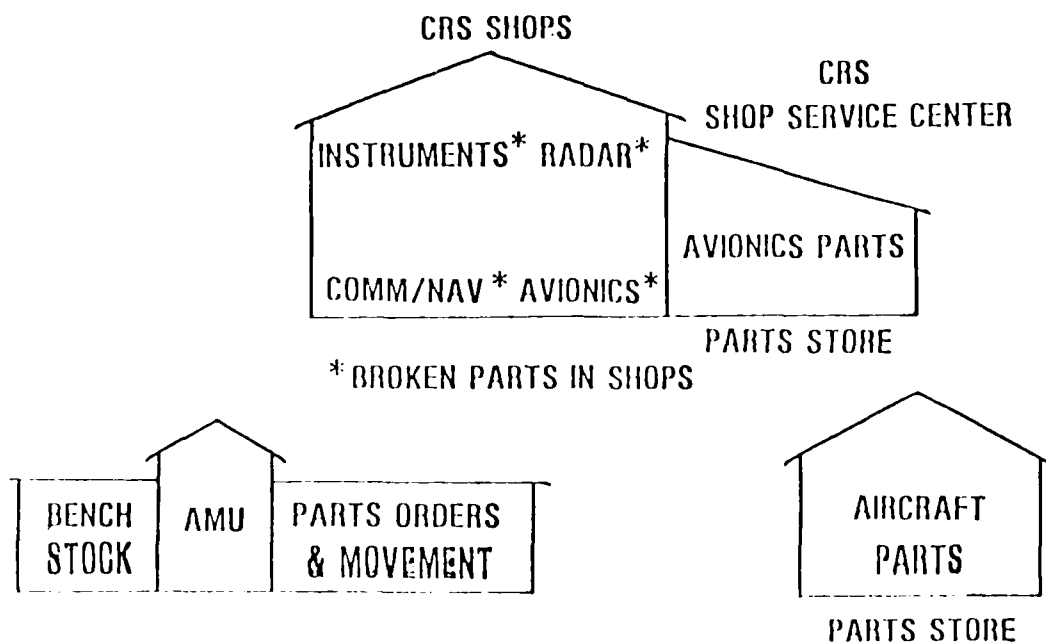 CRS SHOPS
CRS
SHOP SERVICE CENTER
INSTRUMENTS* RADAR*
AVIONICS PARTS
COMM/NAV* AVIONICS*
PARTS STORE
*BROKEN PARTS IN SHOPS
BENCH
STOCK
AMU
PARTS ORDERS
& MOVEMENT
AIRCRAFT
PARTS
PARTS STORE